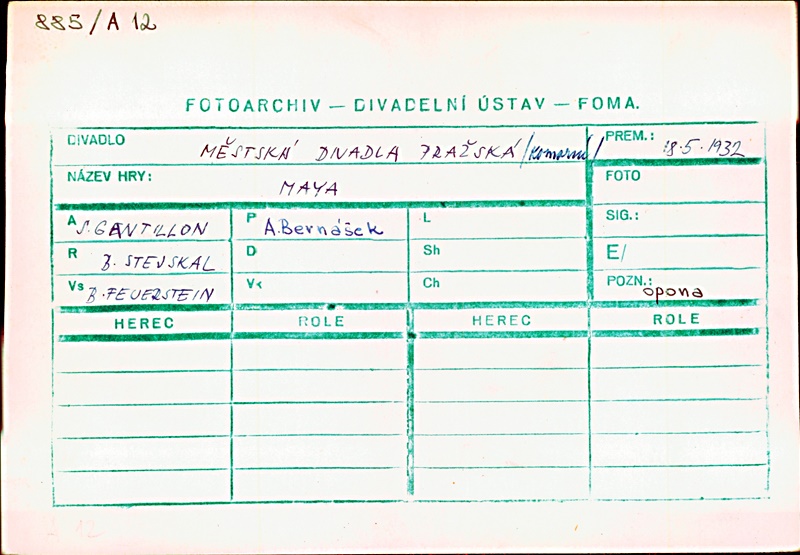 885/A 12
FOTOARCHIV — DIVADELNÍ ÚSTAV — FOMA.
DIVADLO MĚSTSKÁ DIVADLA PRAŽSKÁ /Komorní/
PREM.: 18.5.1932
NÁZEV HRY: MAYA
FOTO
A S. GANTILLON
P A. Bernášek
L
SIG.:
R B. STEJSKAL
D
Sh
E/
Vs B. FEUERSTEIN
V<
Ch
POZN.: opona
HEREC ROLE HEREC ROLE